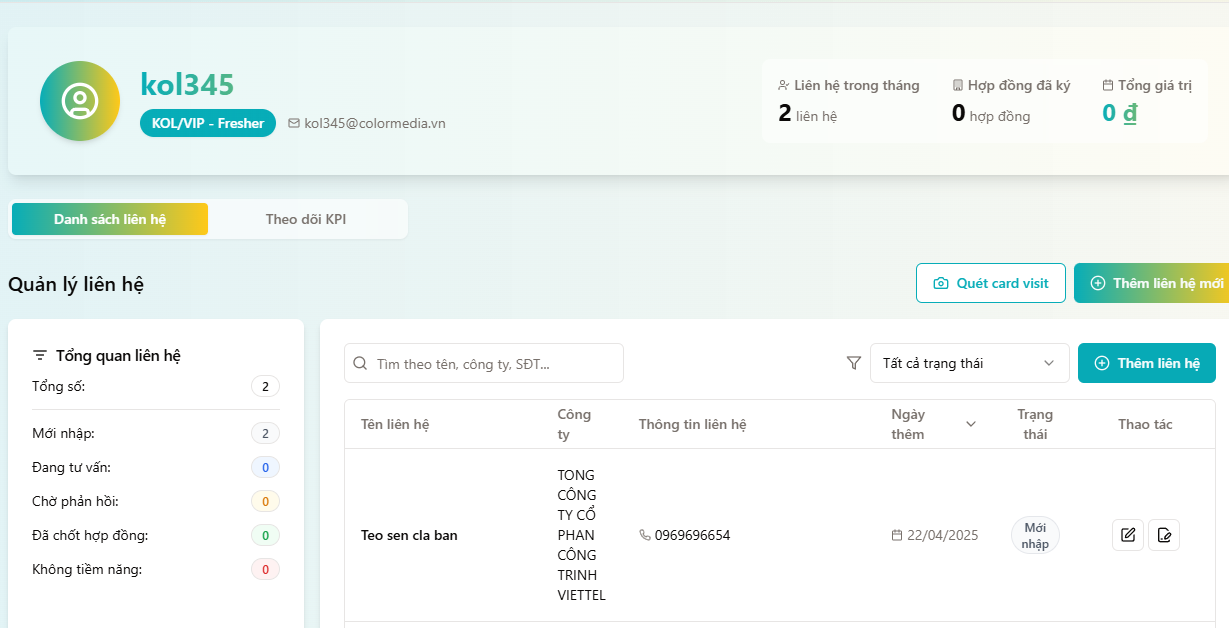 kol345
KOL/VIP - Fresher
kol345@colormedia.vn
Liên hệ trong tháng
2 liên hệ
Hợp đồng đã ký
0 hợp đồng
Tổng giá trị
0 ₫
Danh sách liên hệ
Theo dõi KPI
Quản lý liên hệ
Quét card visit
Thêm liên hệ mới
Tổng quan liên hệ
Tổng số: 2
Mới nhập: 2
Đang tư vấn: 0
Chờ phản hồi: 0
Đã chốt hợp đồng: 0
Không tiềm năng: 0
Tìm theo tên, công ty, SĐT...
Tất cả trạng thái
Thêm liên hệ
Tên liên hệ
Công
ty
Thông tin liên hệ
Ngày
thêm
Trạng
thái
Thao tác
Teo sen cla ban
TONG
CÔNG
TY CỔ
PHAN
CÔNG
TRINH
VIETTEL
0969696654
22/04/2025
Mới
nhập